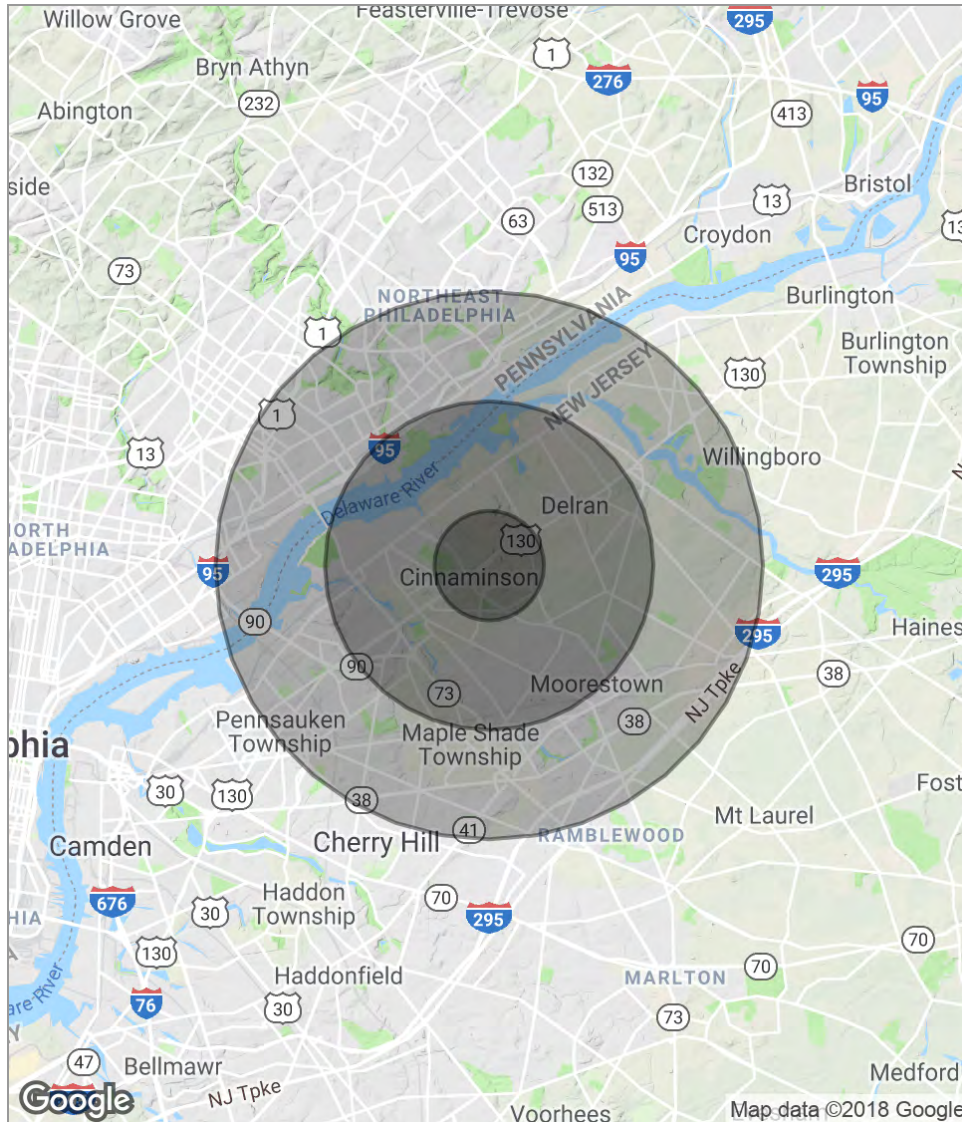 Feasterville-Trevose
Willow Grove
295
1
Bryn Athyn
276
95
232
Abington
413
132
side
Bristol
13
513
63
Croydon
13
95
73
NORTHEAST
PHILADELPHIA
PENNSYLVANIA
Burlington
1
Burlington
Township
NEW JERSEY
130
1
95
13
Willingboro
Delaware River
Delran
ORTH
ADELPHIA
130
95
Cinnaminson
295
90
Haines
295
90
Moorestown
38
73
NJ Tpke
Pennsauken
Township
38
Maple Shade
Township
phia
30
130
38
Fost
Mt Laurel
41
RAMBLEWOOD
Cherry Hill
Camden
70
676
Haddon
Township
30
295
HIA
70
130
Haddonfield
70
MARLTON
are River
76
30
73
47
Bellmawr
Medford
NJ Tpke
Google
Voorhees
Map data ©2018 Google